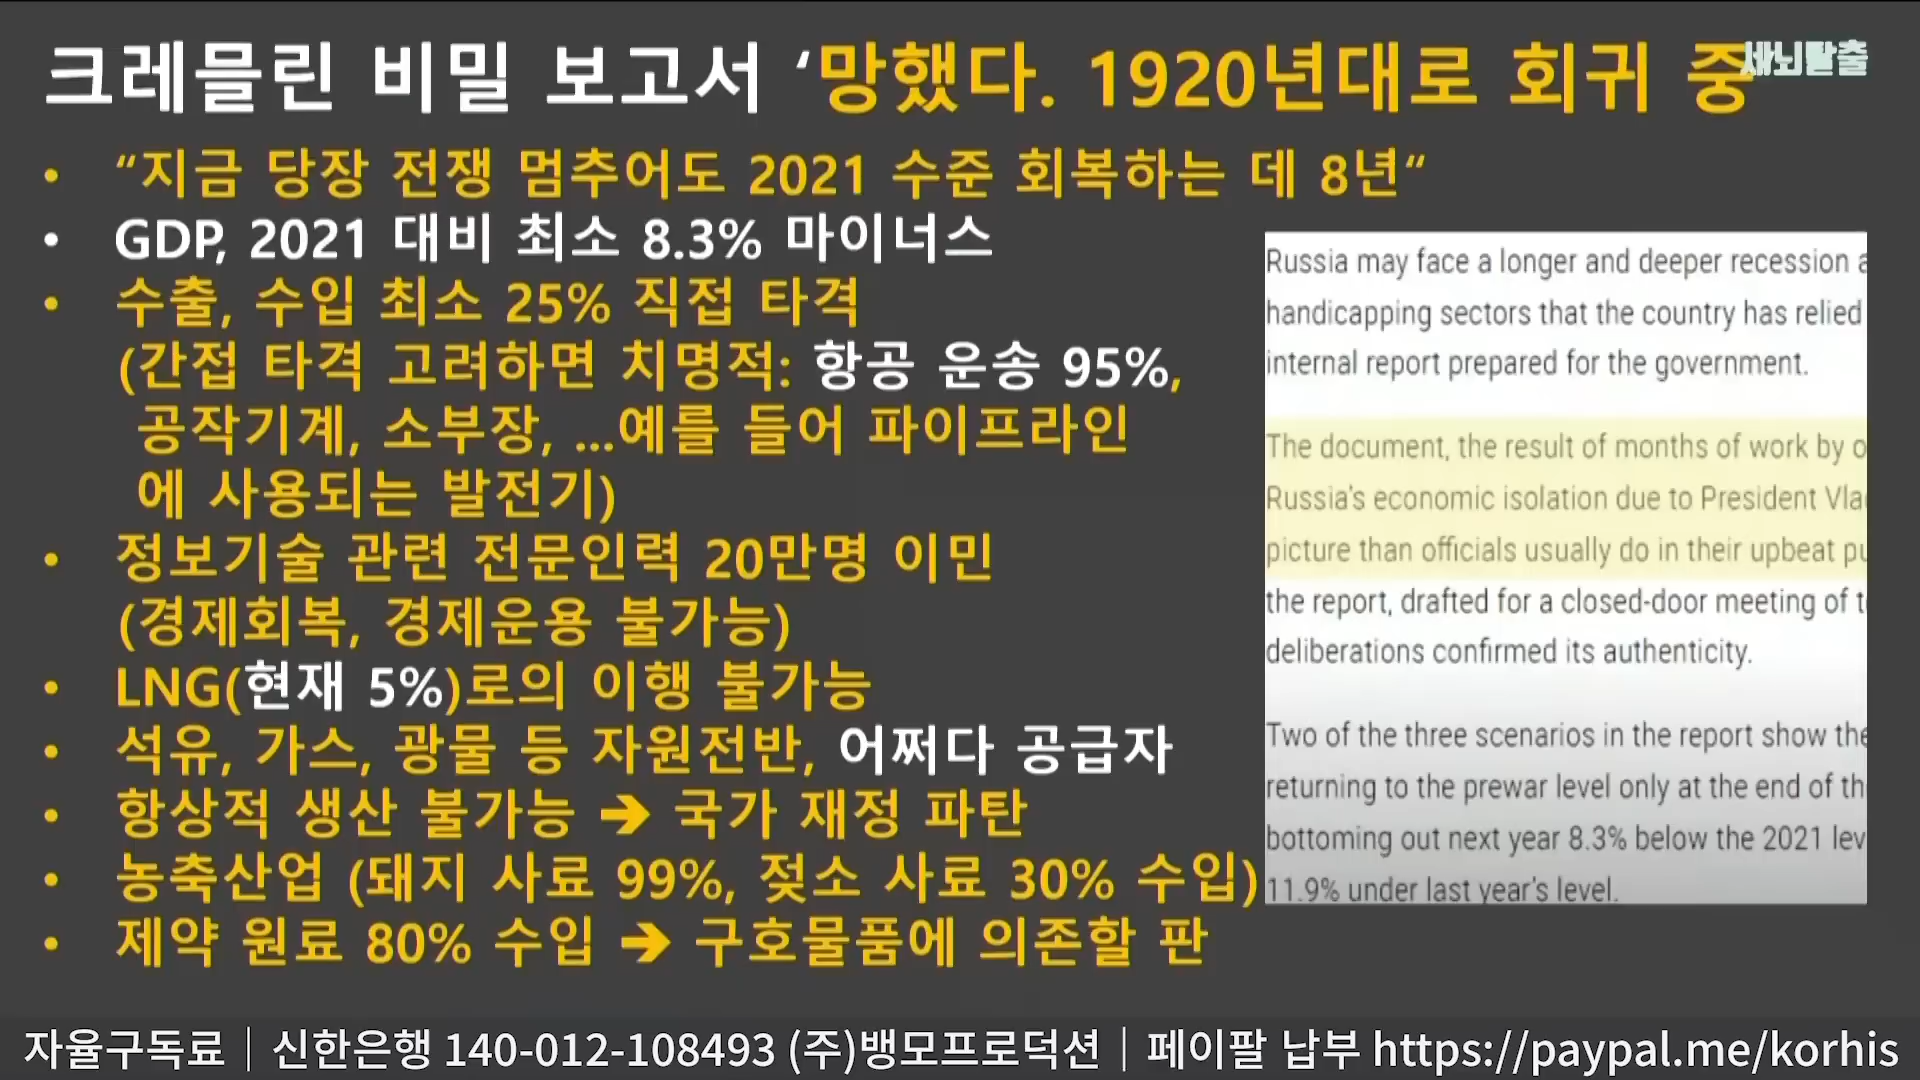 크레믈린 비밀 보고서 ‘망했다. 1920년대로 회귀 중
세뇌탈출
• “지금 당장 전쟁 멈추어도 2021 수준 회복하는 데 8년“
• GDP, 2021 대비 최소 8.3% 마이너스
• 수출, 수입 최소 25% 직접 타격
(간접 타격 고려하면 치명적: 항공 운송 95%,
공작기계, 소부장, ...예를 들어 파이프라인
에 사용되는 발전기)
• 정보기술 관련 전문인력 20만명 이민
(경제회복, 경제운용 불가능)
• LNG(현재 5%)로의 이행 불가능
• 석유, 가스, 광물 등 자원전반, 어쩌다 공급자
• 항상적 생산 불가능 ➔ 국가 재정 파탄
• 농축산업 (돼지 사료 99%, 젖소 사료 30% 수입)
• 제약 원료 80% 수입 ➔ 구호물품에 의존할 판
Russia may face a longer and deeper recession
handicapping sectors that the country has relied
internal report prepared for the government.
The document, the result of months of work by
Russia's economic isolation due to President
picture than officials usually do in their upbeat
the report, drafted for a closed-door meeting of
deliberations confirmed its authenticity.
Two of the three scenarios in the report show
returning to the prewar level only at the end of
bottoming out next year 8.3% below the 2021
11.9% under last year's level.
자율구독료｜신한은행 140-012-108493 (주)뱅모프로덕션｜페이팔 납부 https://paypal.me/korhis